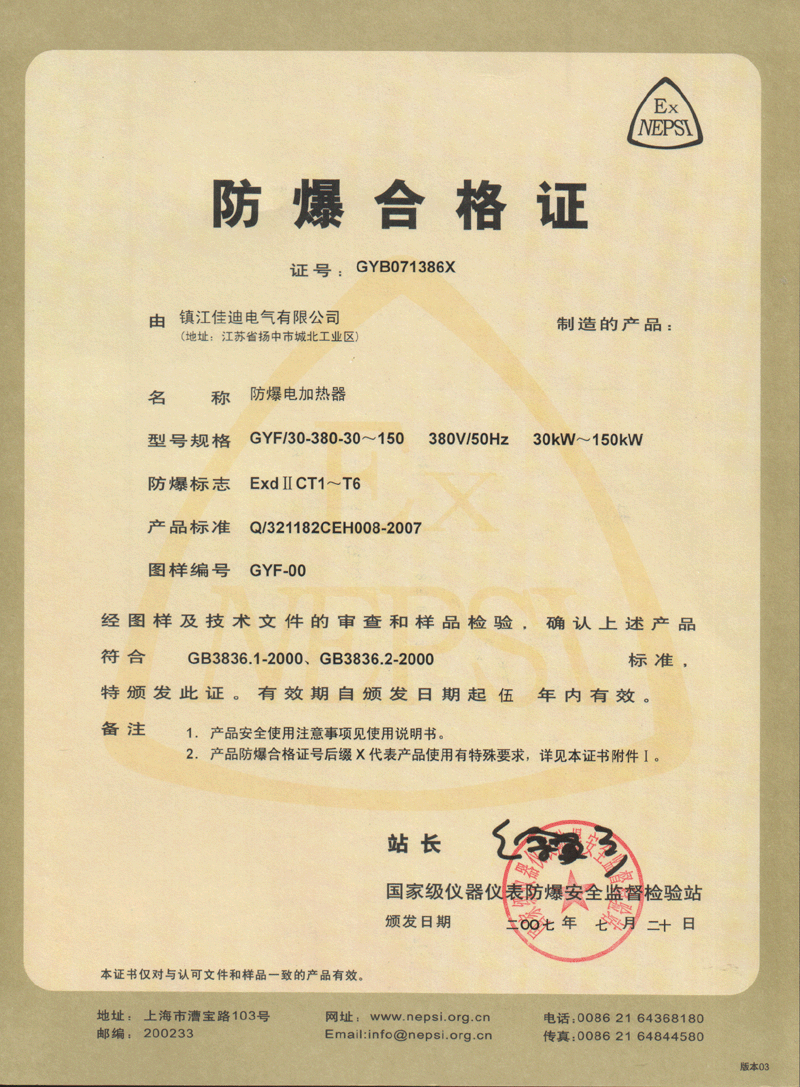 Ex
NEPSI
防爆合格证
证号：GYB071386X
由 镇江佳迪电气有限公司 制造的产品：
(地址：江苏省扬中市城北工业区)
名 称 防爆电加热器
型号规格 GYF/30-380-30～150 380V/50Hz 30kW～150kW
防爆标志 ExdⅡCT1～T6
产品标准 Q/321182CEH008-2007
图样编号 GYF-00
经图样及技术文件的审查和样品检验，确认上述产品
符合 GB3836.1-2000、GB3836.2-2000 标准，
特颁发此证。有效期自颁发日期起伍 年内有效。
备注 1. 产品安全使用注意事项见使用说明书。
2. 产品防爆合格证号后缀X代表产品使用有特殊要求，详见本证书附件Ⅰ。
站长
国家级仪器仪表防爆安全监督检验站
颁发日期 二〇〇七年 七 月 二十 日
本证书仅对与认可文件和样品一致的产品有效。
地址：上海市漕宝路103号 网址：www.nepsi.org.cn 电话:0086 21 64368180
邮编：200233 Email:info@nepsi.org.cn 传真:0086 21 64844580
版本03